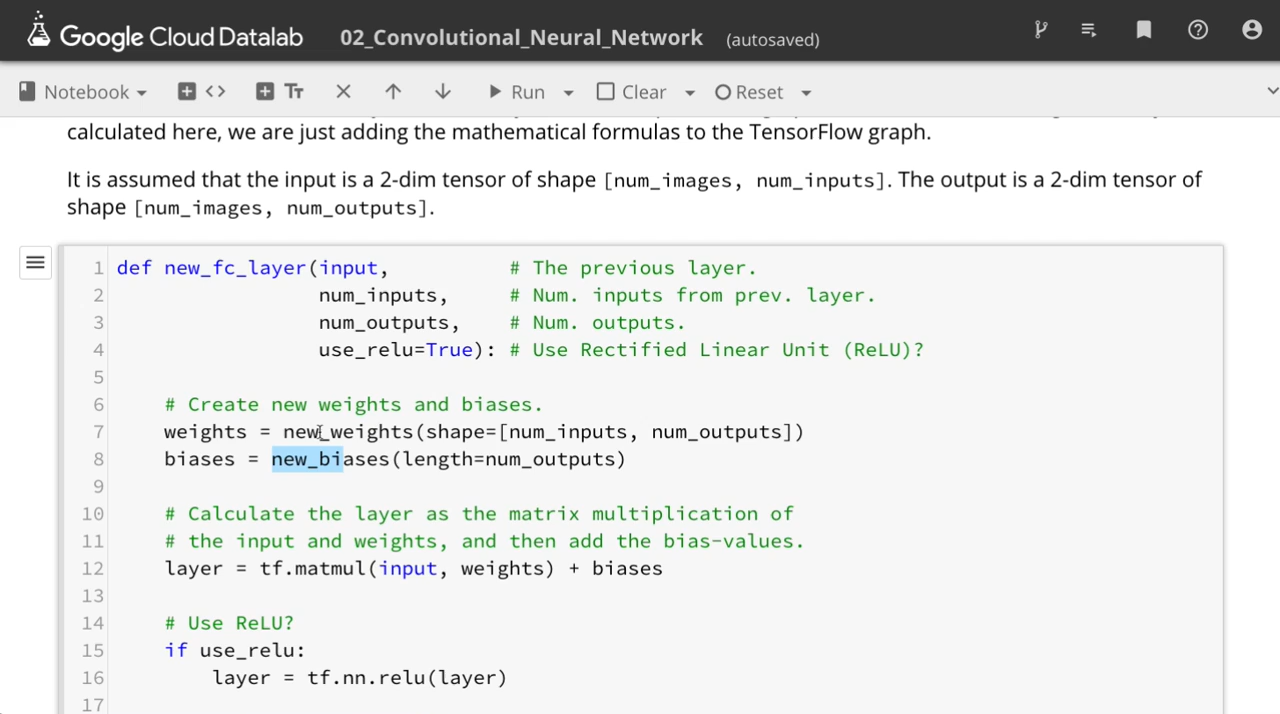 Google Cloud Datalab 02_Convolutional_Neural_Network (autosaved)
Notebook Tт Run Clear Reset
calculated here, we are just adding the mathematical formulas to the TensorFlow graph.
It is assumed that the input is a 2-dim tensor of shape [num_images, num_inputs]. The output is a 2-dim tensor of
shape [num_images, num_outputs].
1 def new_fc_layer(input, # The previous layer.
2 num_inputs, # Num. inputs from prev. layer.
3 num_outputs, # Num. outputs.
4 use_relu=True): # Use Rectified Linear Unit (ReLU)?
5
6 # Create new weights and biases.
7 weights = new_weights(shape=[num_inputs, num_outputs])
8 biases = new_biases(length=num_outputs)
9
10 # Calculate the layer as the matrix multiplication of
11 # the input and weights, and then add the bias-values.
12 layer = tf.matmul(input, weights) + biases
13
14 # Use ReLU?
15 if use_relu:
16 layer = tf.nn.relu(layer)
17